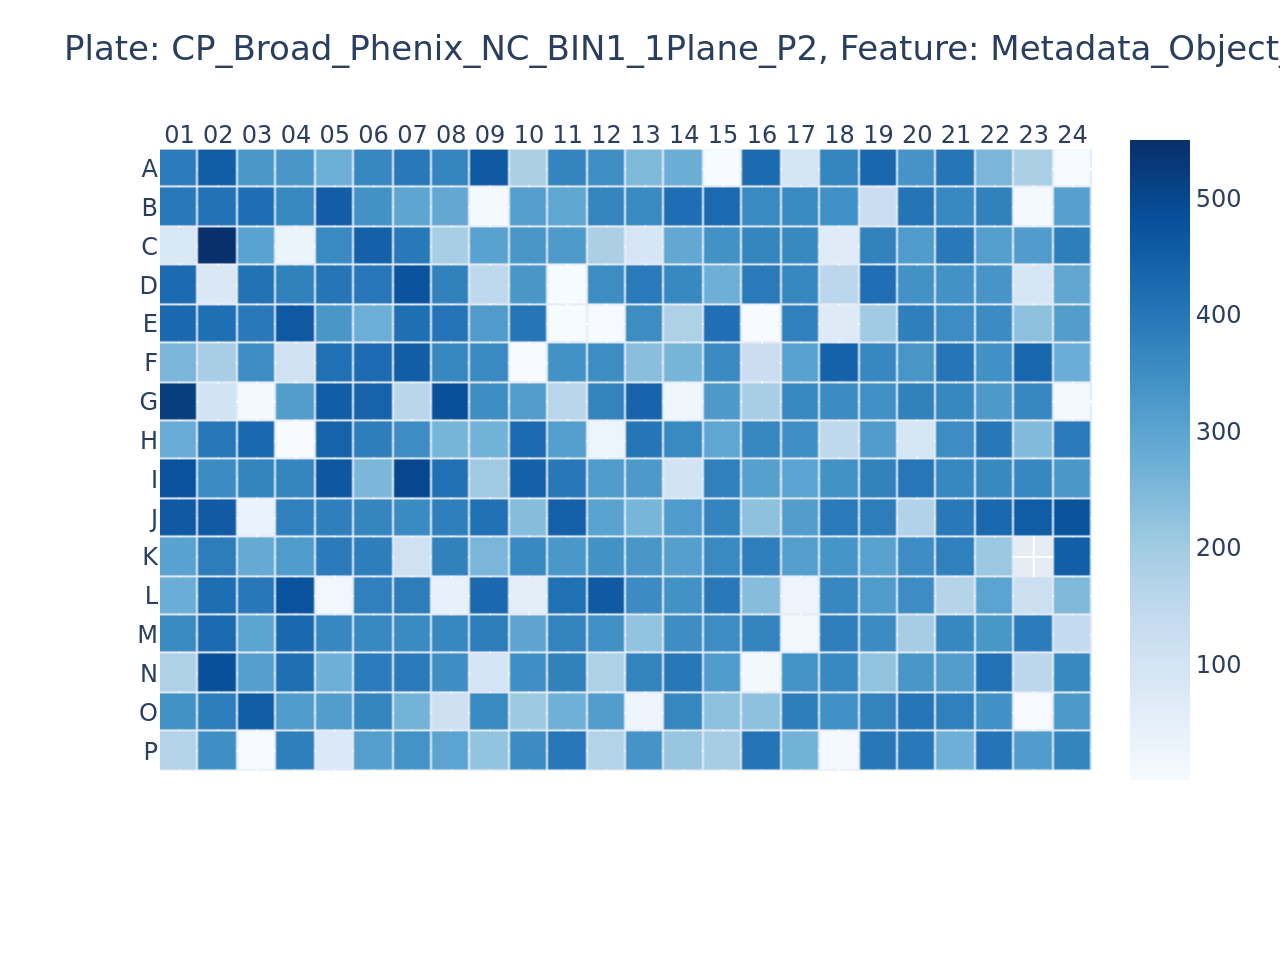 Plate: CP_Broad_Phenix_NC_BIN1_1Plane_P2, Feature: Metadata_Object_
01 02 03 04 05 06 07 08 09 10 11 12 13 14 15 16 17 18 19 20 21 22 23 24
A
B
C
D
E
F
G
H
I
J
K
L
M
N
O
P
500
400
300
200
100